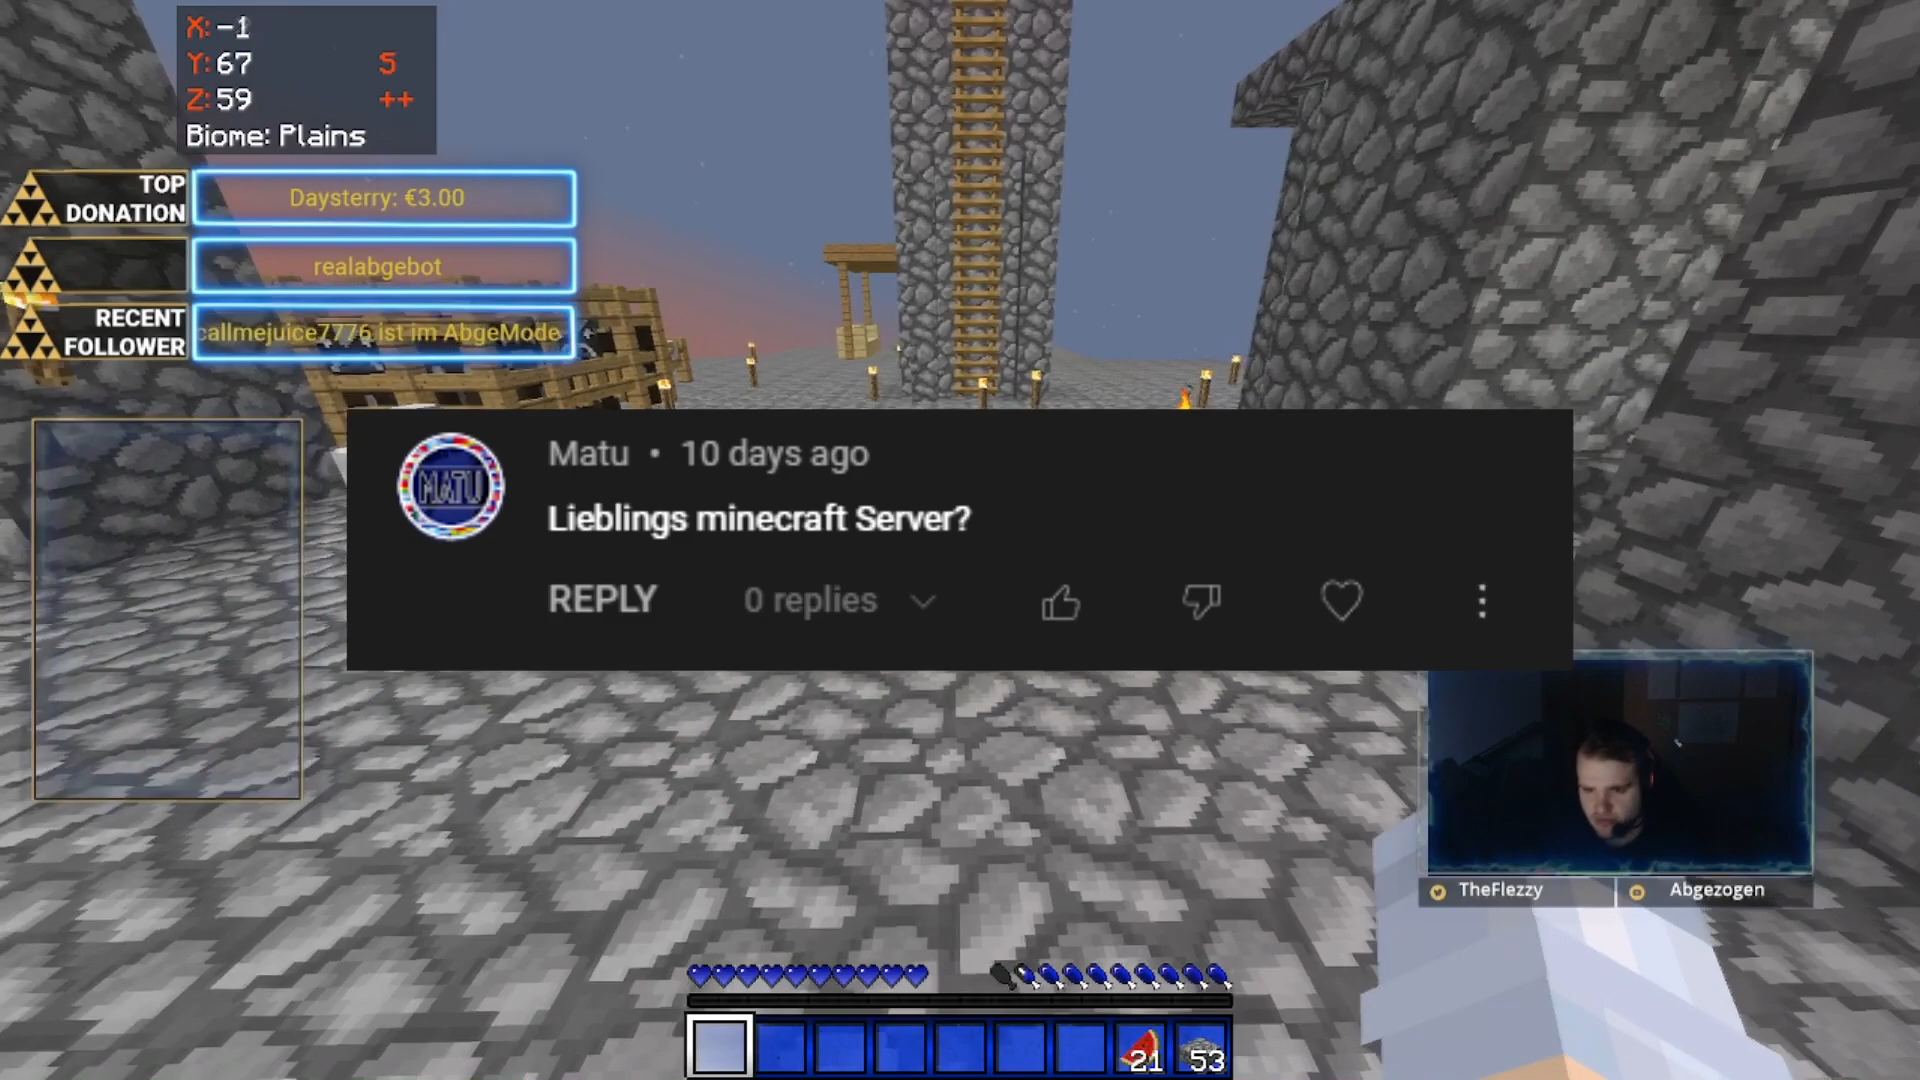 X: -1
Y: 67 S
Z: 59 ++
Biome: Plains
TOP DONATION
Daysterry: €3.00
realabgebot
RECENT FOLLOWER
callmejuice7776 ist im AbgeMode
MATU
Matu • 10 days ago
Lieblings minecraft Server?
REPLY 0 replies
TheFlezzy Abgezogen
21 53